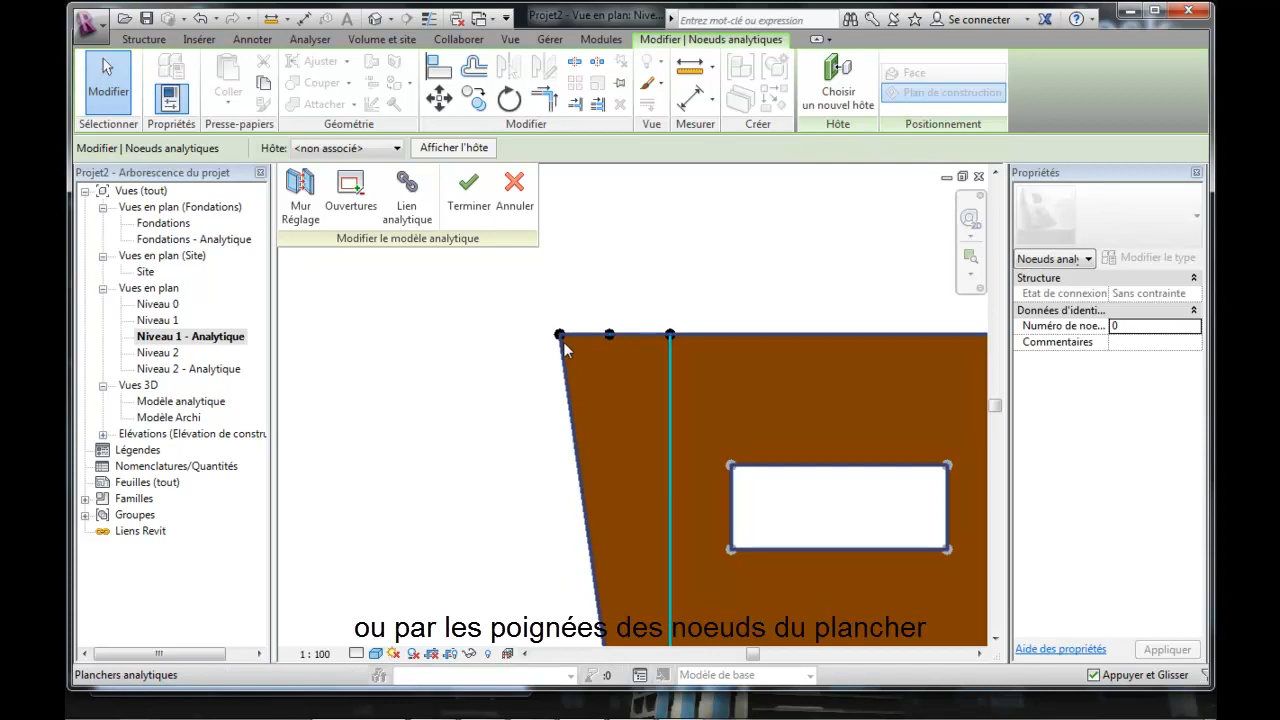 Projet2 - Vue en plan: Nive...
Entrez mot-clé ou expression
Se connecter
Structure
Insérer
Annoter
Analyser
Volume et site
Collaborer
Vue
Gérer
Modules
Modifier | Noeuds analytiques
Modifier
Coller
Ajuster
Couper
Attacher
Choisir
un nouvel hôte
Face
Plan de construction
Sélectionner
Propriétés
Presse-papiers
Géométrie
Modifier
Vue
Mesurer
Créer
Hôte
Positionnement
Modifier | Noeuds analytiques
Hôte:
<non associé>
Afficher l'hôte
Projet2 - Arborescence du projet
Vues (tout)
Vues en plan (Fondations)
Fondations
Fondations - Analytique
Vues en plan (Site)
Site
Vues en plan
Niveau 0
Niveau 1
Niveau 1 - Analytique
Niveau 2
Niveau 2 - Analytique
Vues 3D
Modèle analytique
Modèle Archi
Elévations (Elévation de constru
Légendes
Nomenclatures/Quantités
Feuilles (tout)
Familles
Groupes
Liens Revit
Mur
Réglage
Ouvertures
Lien
analytique
Terminer
Annuler
Modifier le modèle analytique
2D
Propriétés
Noeuds analy
Modifier le type
Structure
Etat de connexion
Sans contrainte
Données d'identi...
Numéro de noe...
0
Commentaires
Aide des propriétés
Appliquer
ou par les poignées des noeuds du plancher
1 : 100
Planchers analytiques
:0
Modèle de base
Appuyer et Glisser